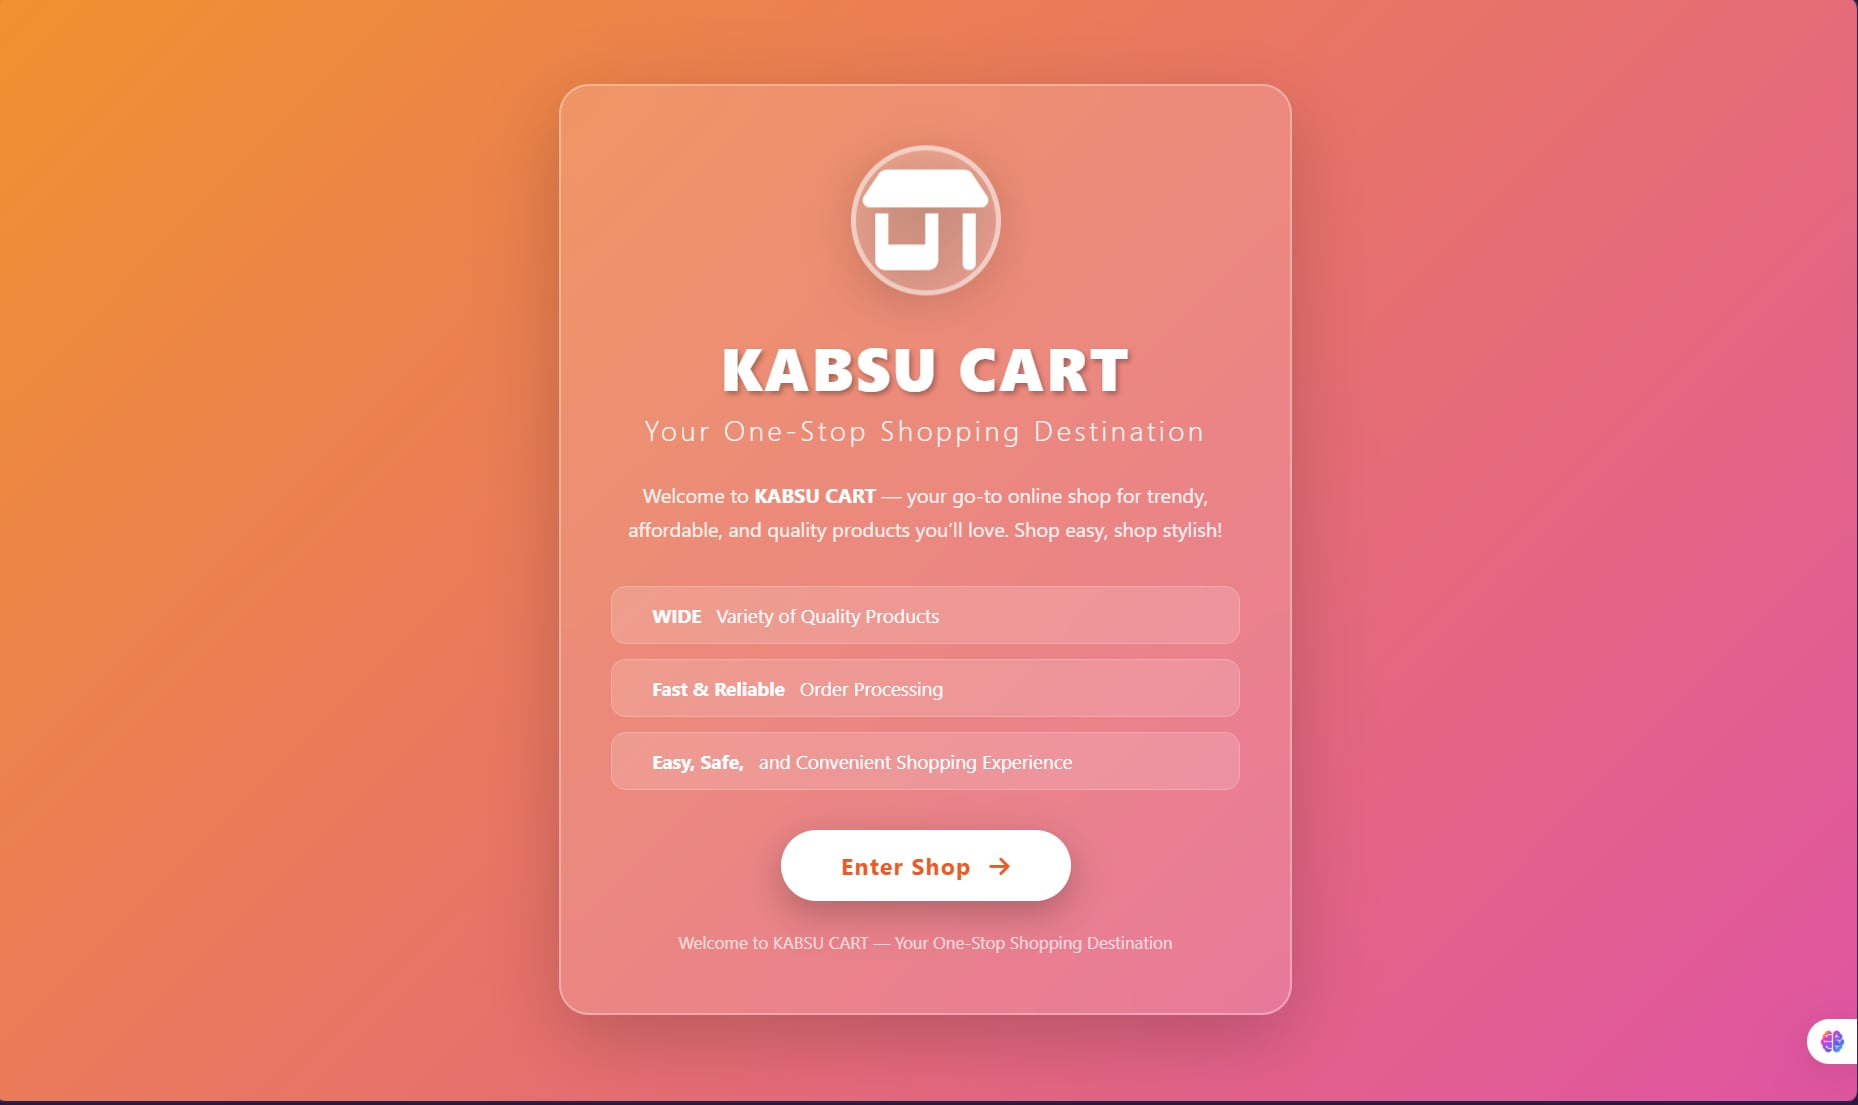 KABSU CART
Your One-Stop Shopping Destination
Welcome to KABSU CART — your go-to online shop for trendy,
affordable, and quality products you'll love. Shop easy, shop stylish!
WIDE Variety of Quality Products
Fast & Reliable Order Processing
Easy, Safe, and Convenient Shopping Experience
Enter Shop →
Welcome to KABSU CART — Your One-Stop Shopping Destination